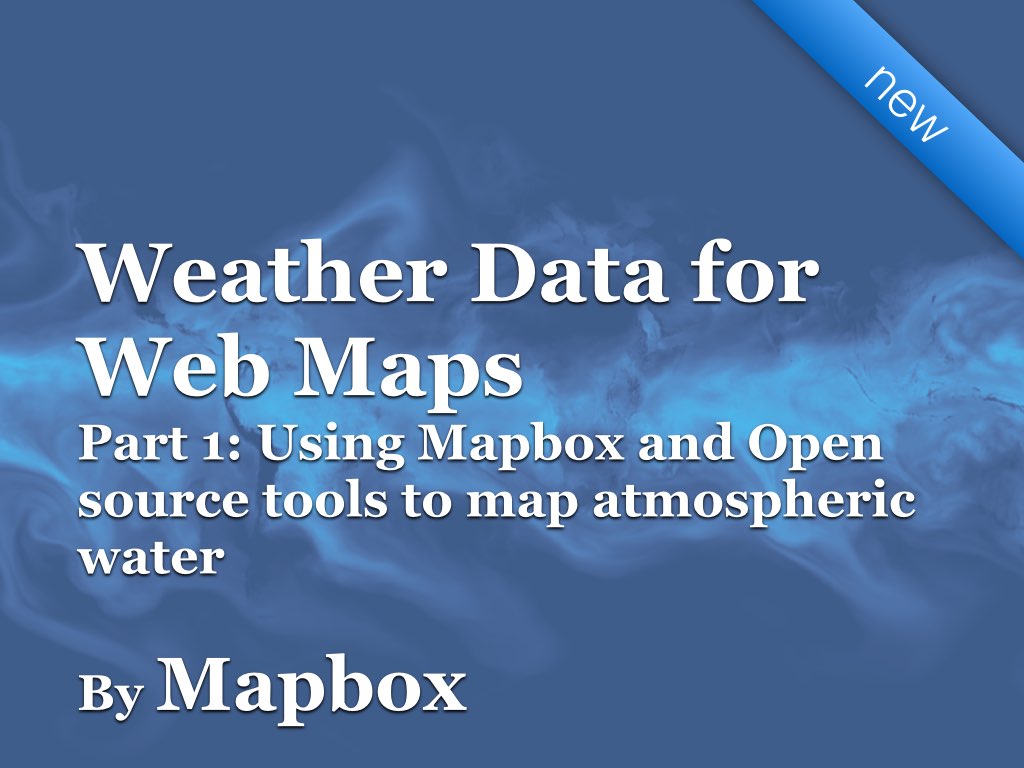 new
Weather Data for
Web Maps
Part 1: Using Mapbox and Open
source tools to map atmospheric
water
By Mapbox